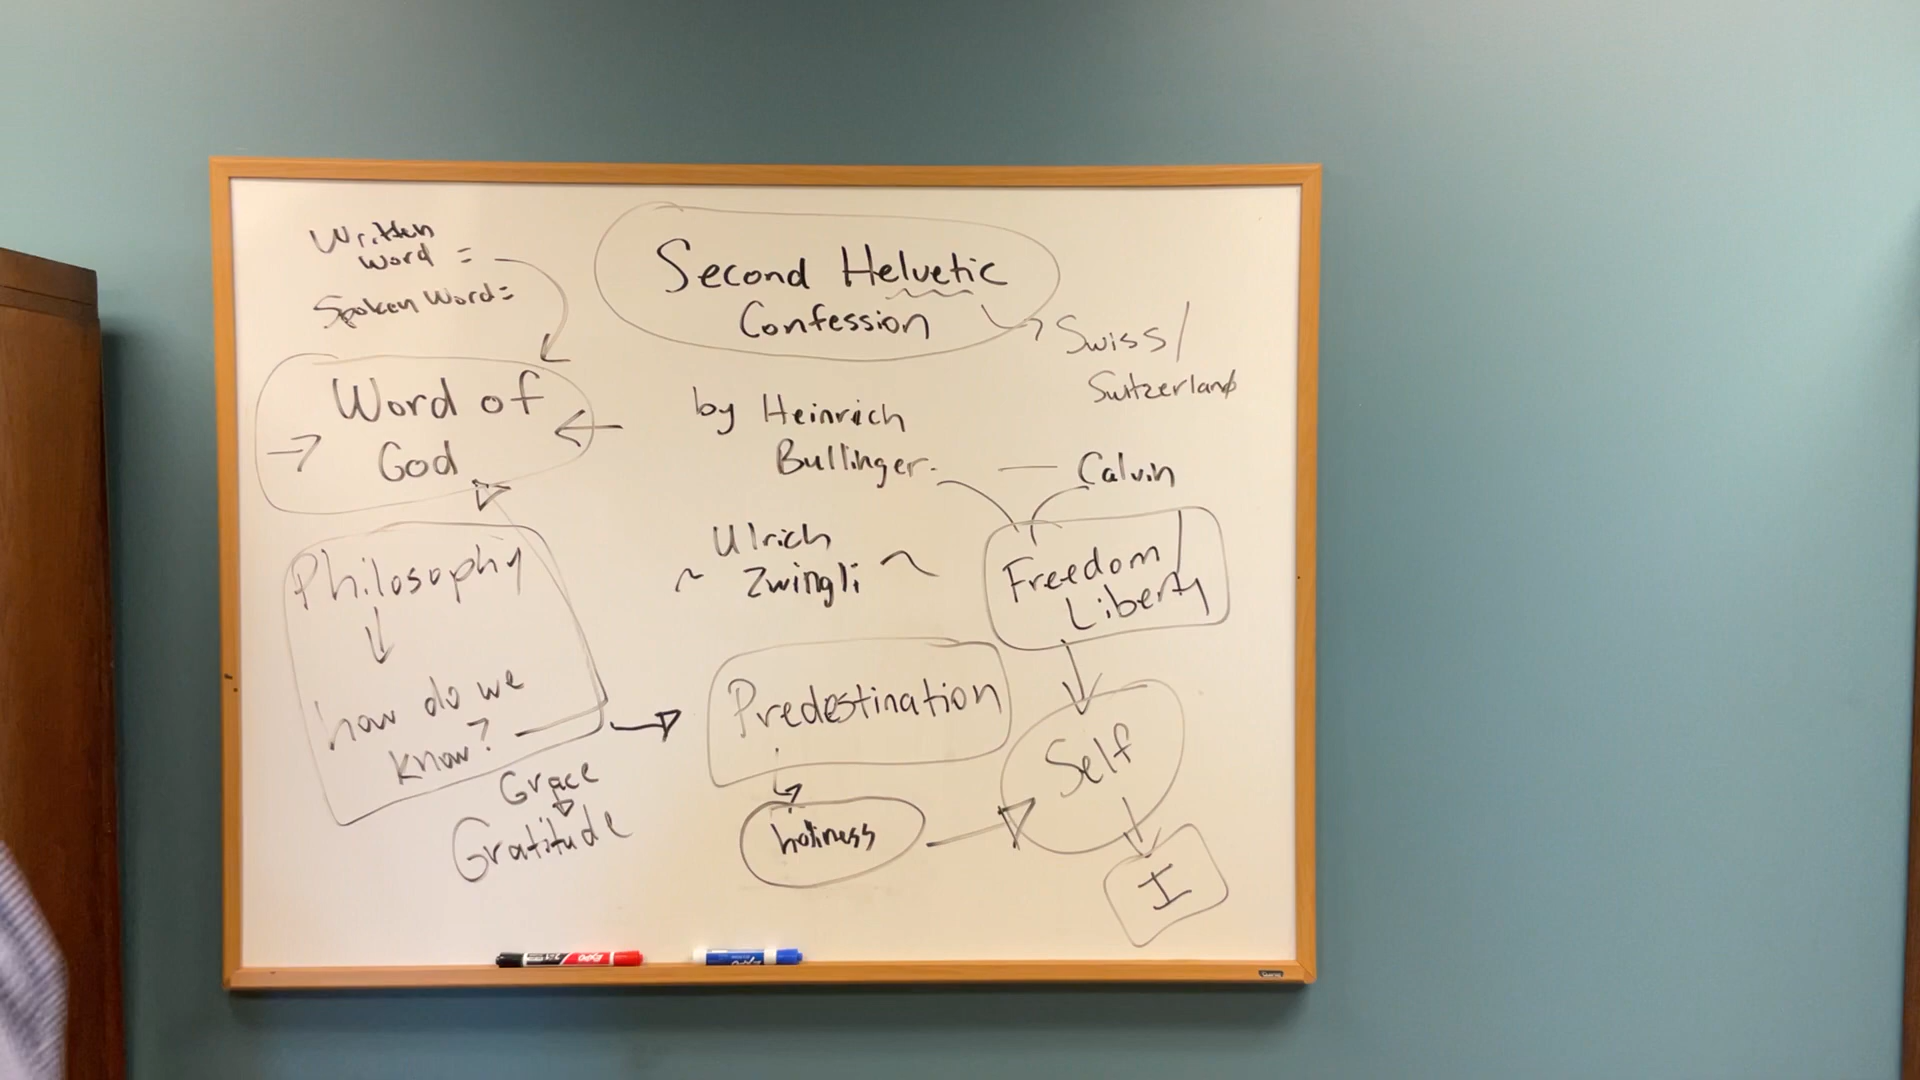 Written
Word =
Spoken Word =
Second Helvetic
Confession
Swiss/
Switzerland
Word of
God
by Heinrich
Bullinger.
Calvin
Ulrich
Zwingli
Freedom/
Liberty
Philosophy
how do we
know?
Predestination
Self
Grace
Gratitude
holiness
I
EXPO